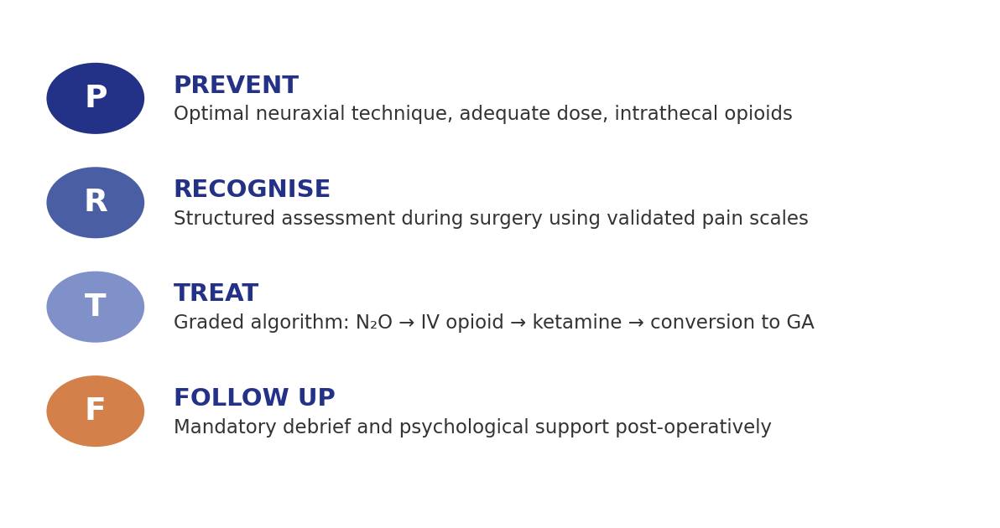 P
PREVENT
Optimal neuraxial technique, adequate dose, intrathecal opioids
R
RECOGNISE
Structured assessment during surgery using validated pain scales
T
TREAT
Graded algorithm: N₂O → IV opioid → ketamine → conversion to GA
F
FOLLOW UP
Mandatory debrief and psychological support post-operatively